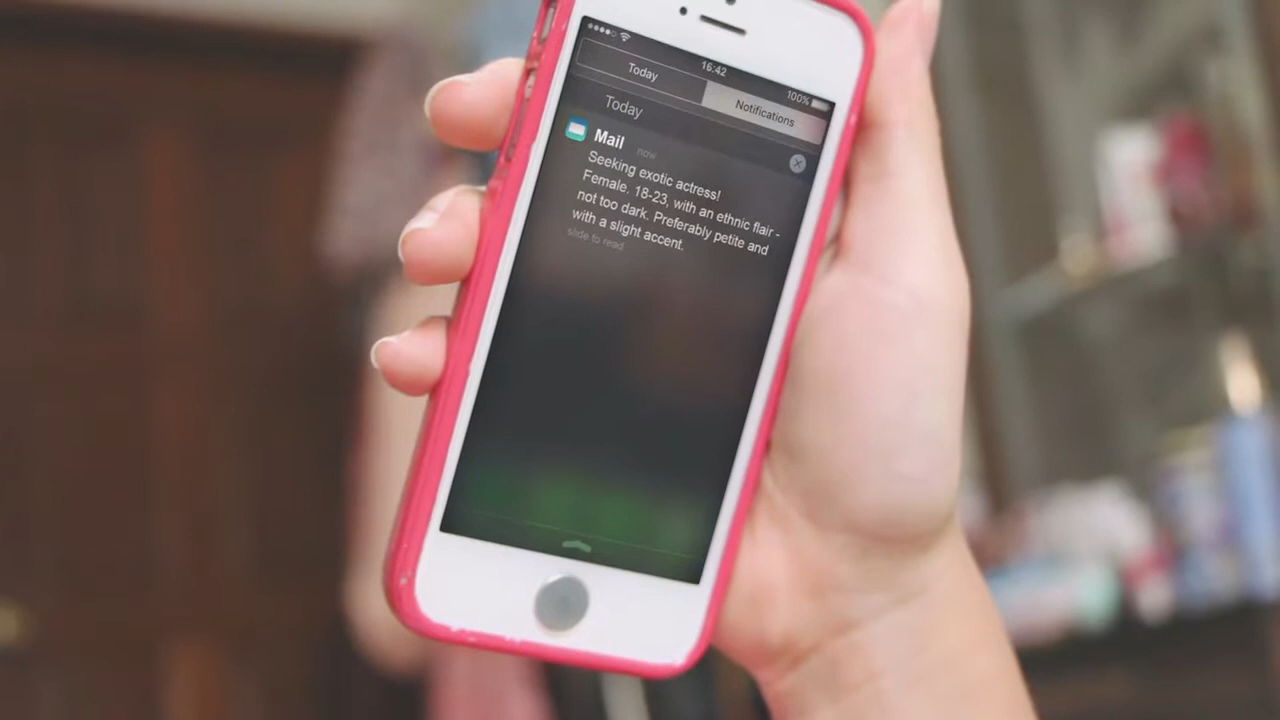 16:42
100%
Today
Notifications
Today
Mail now
Seeking exotic actress!
Female, 18-23, with an ethnic flair -
not too dark. Preferably petite and
with a slight accent.
slide to read